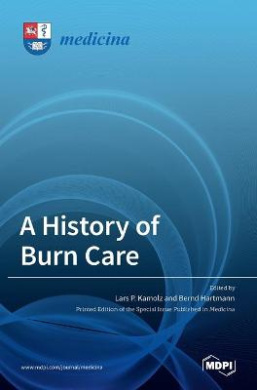 medicina
A History of
Burn Care
Edited by
Lars P. Kamolz and Bernd Hartmann
Printed Edition of the Special Issue Published in Medicina
www.mdpi.com/journal/medicina
MDPI